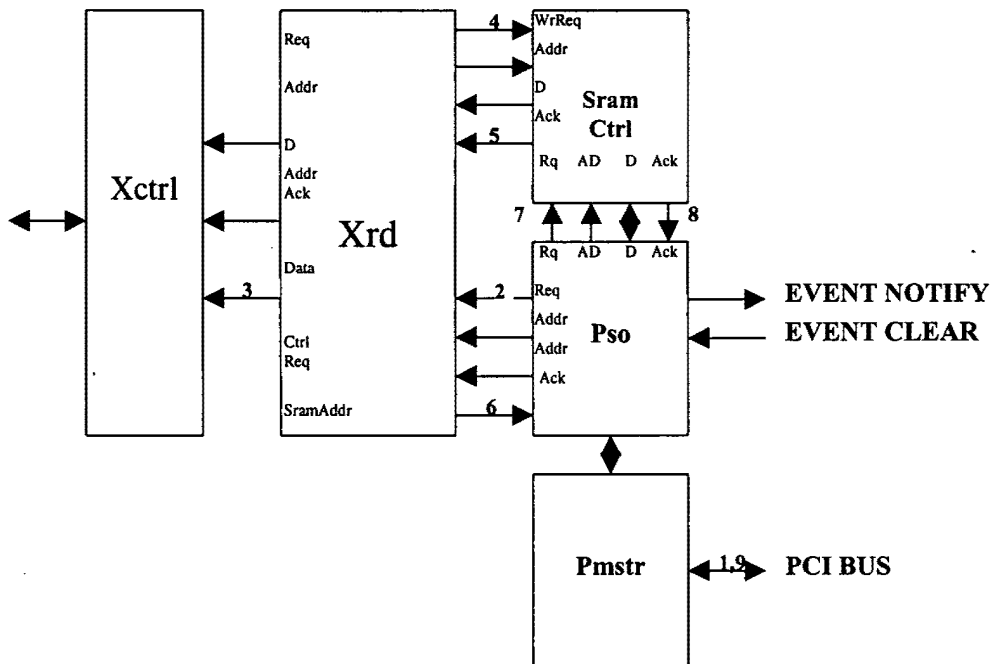 Xctrl
Req
Addr
D
Addr
Ack
Xrd
Data
3
Ctrl
Req
SramAddr
4
5
2
6
WrReq
Addr
D
Ack
Sram
Ctrl
Rq AD D Ack
7
8
Rq AD D Ack
Req
Addr
Addr
Ack
Pso
EVENT NOTIFY
EVENT CLEAR
Pmstr
1,9
PCI BUS